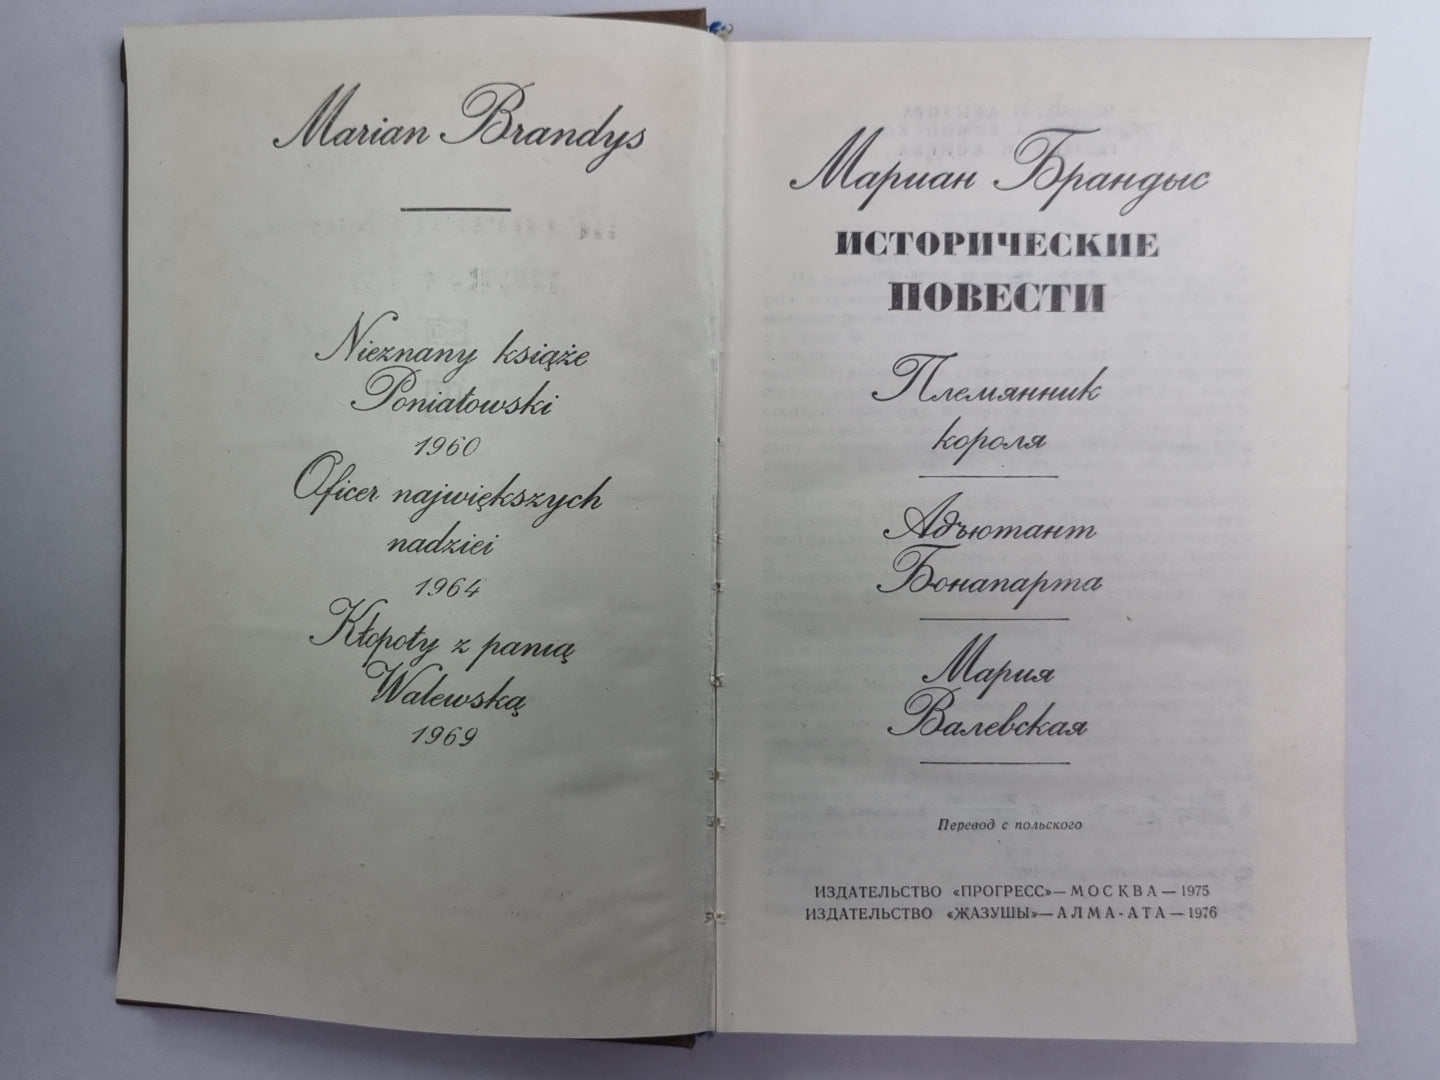 Marian Brandys
Nieznany książe
Poniatowski
1960
Oficer największych
nadziei
1964
Kłopoty z panią
Walewską
1969
Мариан Брандыс
ИСТОРИЧЕСКИЕ
ПОВЕСТИ
Племянник
короля
Адъютант
Бонапарта
Мария
Валевская
Перевод с польского
ИЗДАТЕЛЬСТВО «ПРОГРЕСС»—МОСКВА—1975
ИЗДАТЕЛЬСТВО «ЖАЗУШЫ»—АЛМА-АТА—1976